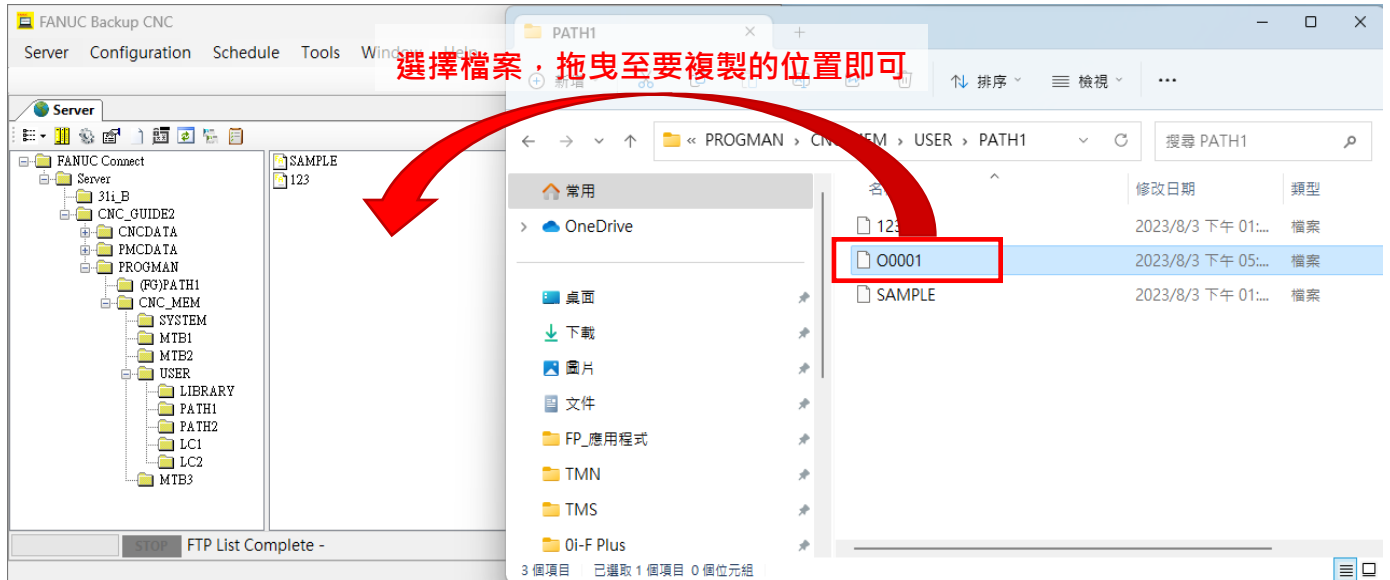 FANUC Backup CNC
Server Configuration Schedule Tools Window Help
選擇檔案，拖曳至要複製的位置即可
Server
FANUC Connect
Server
31i_B
CNC_GUIDE2
CNCDATA
PMCDATA
PROGMAN
(FG)PATH1
CNC_MEM
SYSTEM
MTB1
MTB2
USER
LIBRARY
PATH1
PATH2
LC1
LC2
MTB3
SAMPLE
123
STOP FTP List Complete -
PATH1
新增 排序 檢視
« PROGMAN › CNC_MEM › USER › PATH1 搜尋 PATH1
常用
OneDrive
桌面
下載
圖片
文件
FP_應用程式
TMN
TMS
0i-F Plus
修改日期 類型
123 2023/8/3 下午 01:... 檔案
O0001 2023/8/3 下午 05:... 檔案
SAMPLE 2023/8/3 下午 01:... 檔案
3 個項目 已選取 1 個項目 0 個位元組